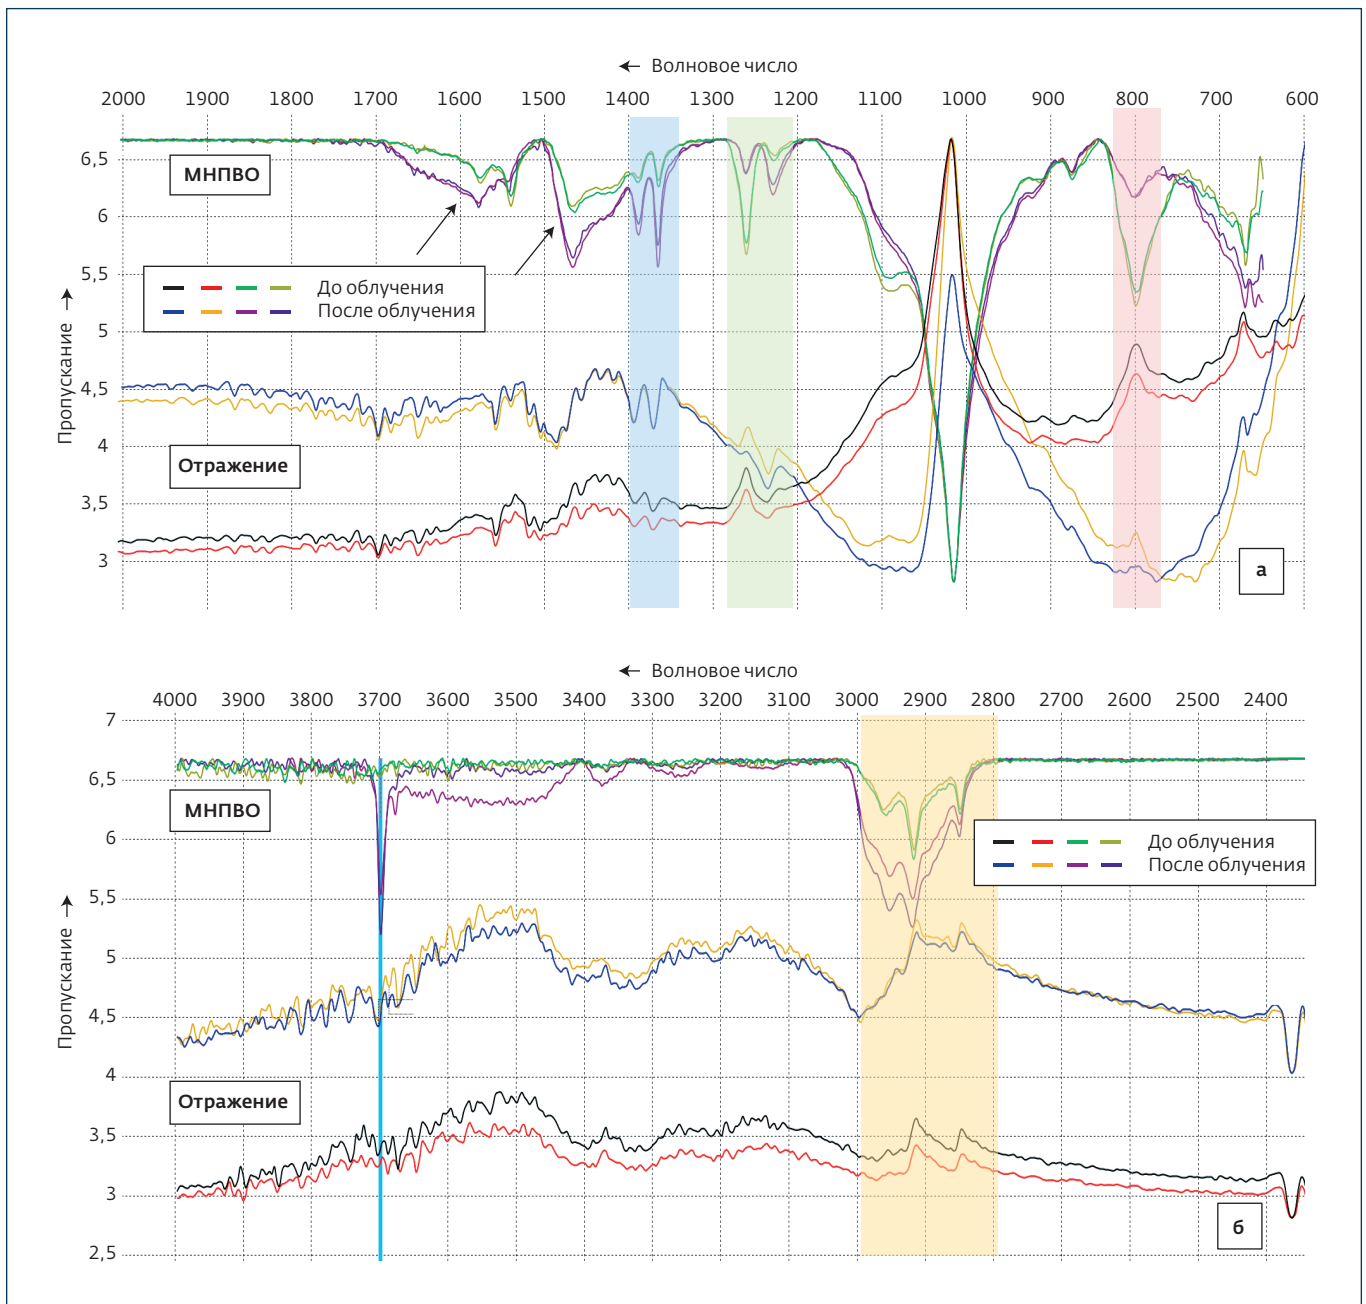 ← Волновое число
2000 1900 1800 1700 1600 1500 1400 1300 1200 1100 1000 900 800 700 600
Пропускание →
6,5
6
5,5
5
4,5
4
3,5
3
МНПВО
До облучения
После облучения
Отражение
а
← Волновое число
4000 3900 3800 3700 3600 3500 3400 3300 3200 3100 3000 2900 2800 2700 2600 2500 2400
Пропускание →
7
6,5
6
5,5
5
4,5
4
3,5
3
2,5
МНПВО
До облучения
После облучения
Отражение
б